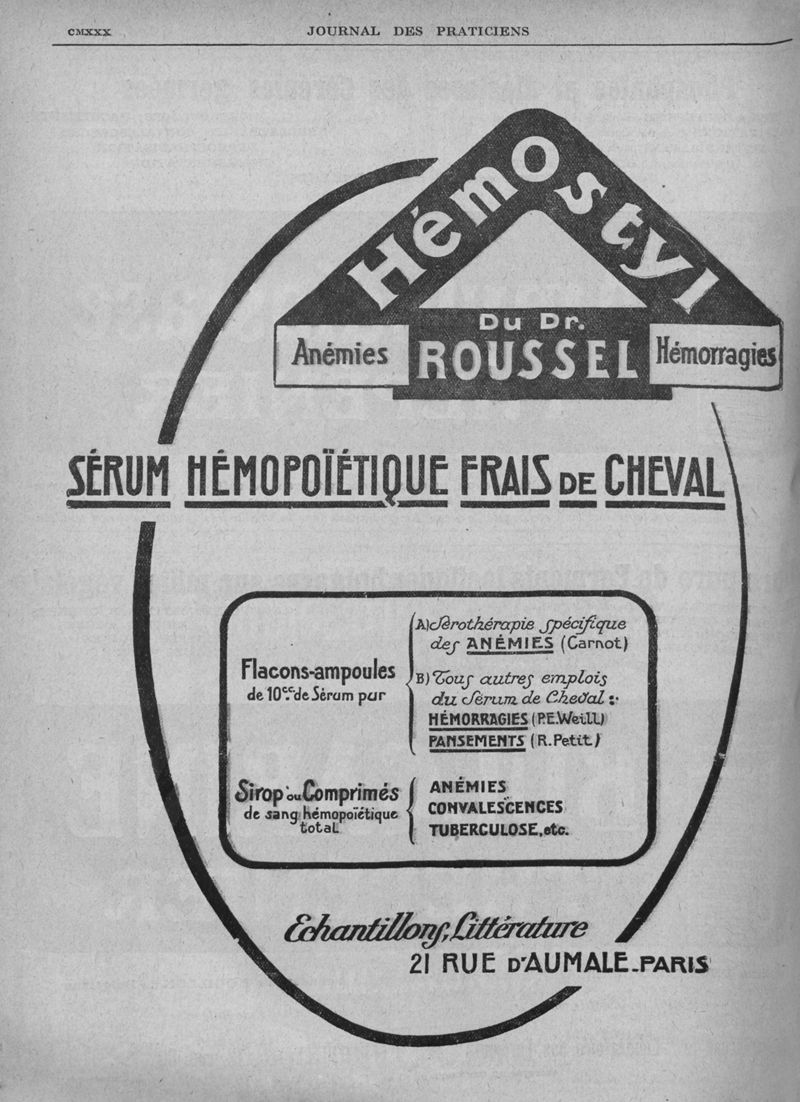 CMXXX
JOURNAL DES PRATICIENS
Hémostyl
Du Dr.
Anémies
ROUSSEL
Hémorragies
SÉRUM HÉMOPOÏÉTIQUE FRAIS DE CHEVAL
Flacons-ampoules
de 10cc. de Sérum pur
A) Sérothérapie Spécifique
des ANÉMIES (Carnot)
B) Tous autres emplois
du Sérum de Cheval :
HÉMORRAGIES (P.E.Weill)
PANSEMENTS (R.Petit)
Sirop ou Comprimés
de sang hémopoïétique
total
ANÉMIES
CONVALESCENCES
TUBERCULOSE, etc.
Echantillons, Littérature
21 RUE D'AUMALE-PARIS